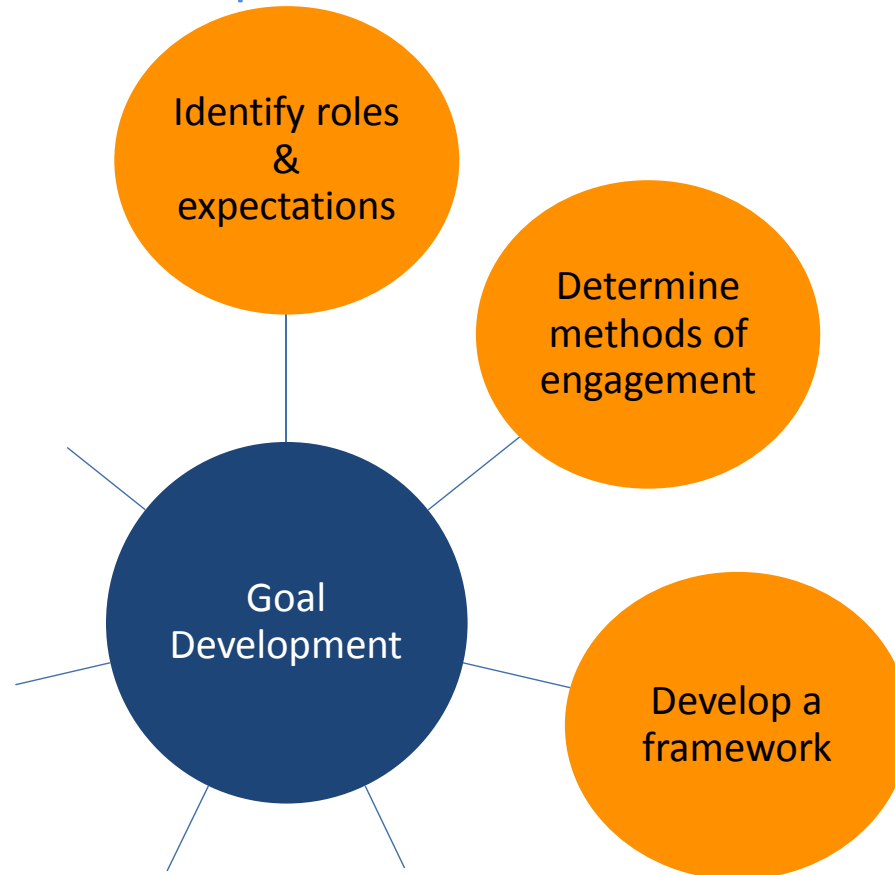 Identify roles
&
expectations
Determine
methods of
engagement
Goal
Development
Develop a
framework